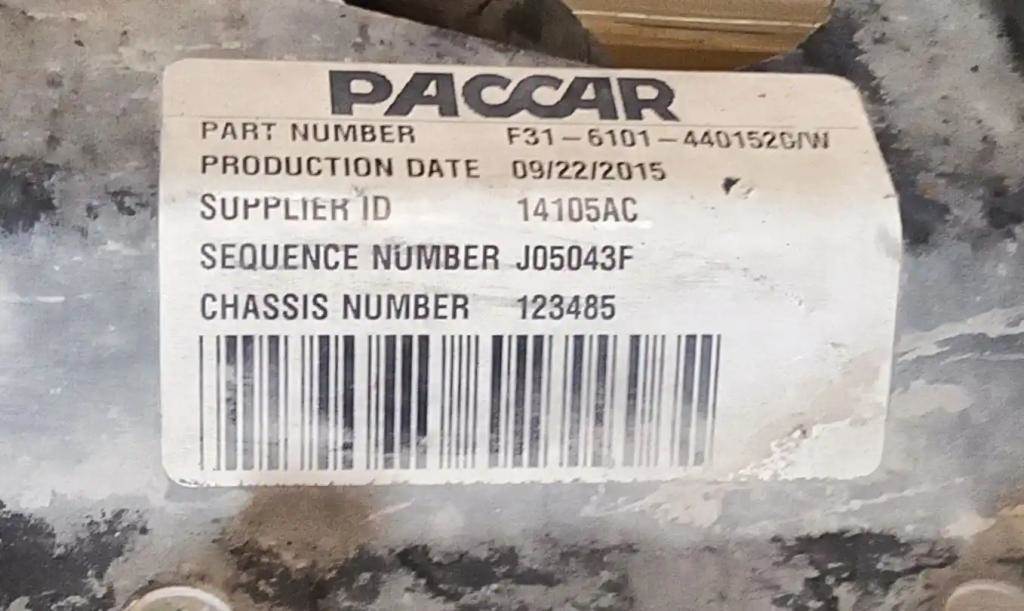 PACCAR
PART NUMBER F31-6101-440152G/W
PRODUCTION DATE 09/22/2015
SUPPLIER ID 14105AC
SEQUENCE NUMBER J05043F
CHASSIS NUMBER 123485